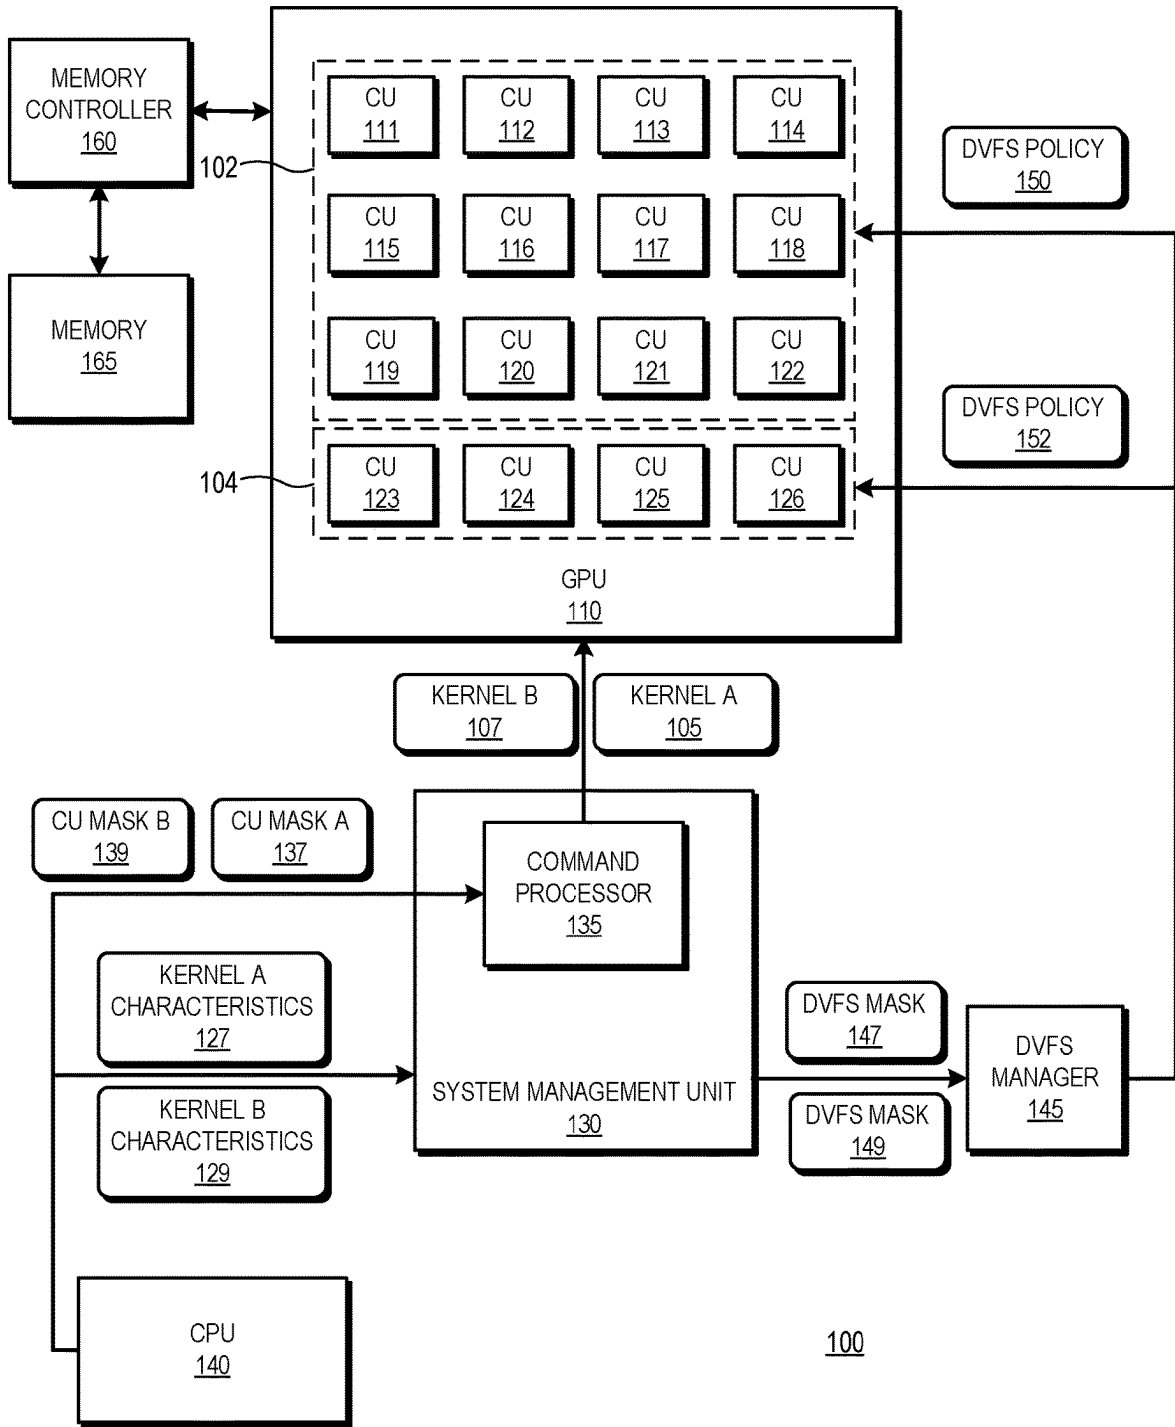 MEMORY
CONTROLLER
160
MEMORY
165
102
104
CU
111
CU
112
CU
113
CU
114
CU
115
CU
116
CU
117
CU
118
CU
119
CU
120
CU
121
CU
122
CU
123
CU
124
CU
125
CU
126
GPU
110
DVFS POLICY
150
DVFS POLICY
152
KERNEL B
107
KERNEL A
105
CU MASK B
139
CU MASK A
137
COMMAND
PROCESSOR
135
KERNEL A
CHARACTERISTICS
127
KERNEL B
CHARACTERISTICS
129
SYSTEM MANAGEMENT UNIT
130
DVFS MASK
147
DVFS MASK
149
DVFS
MANAGER
145
CPU
140
100